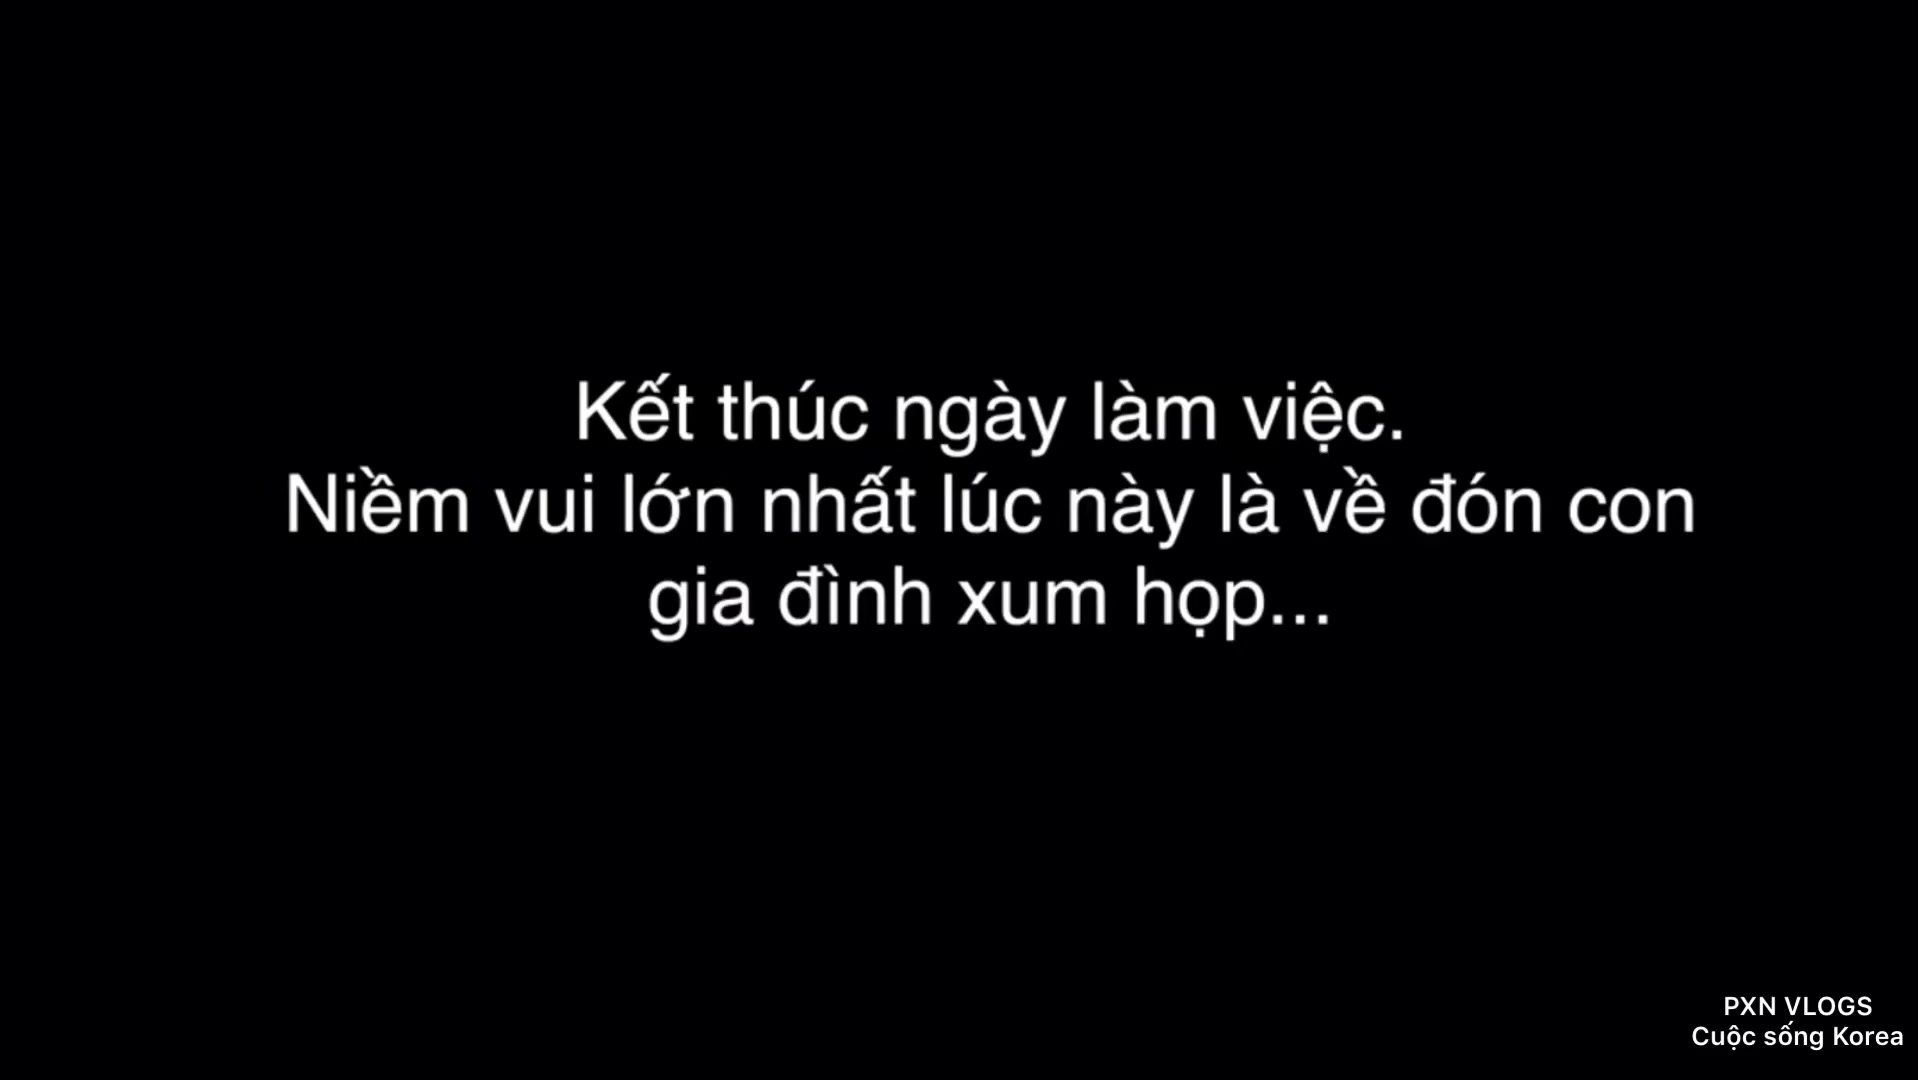 Kết thúc ngày làm việc.
Niềm vui lớn nhất lúc này là về đón con
gia đình xum họp...
PXN VLOGS
Cuộc sống Korea